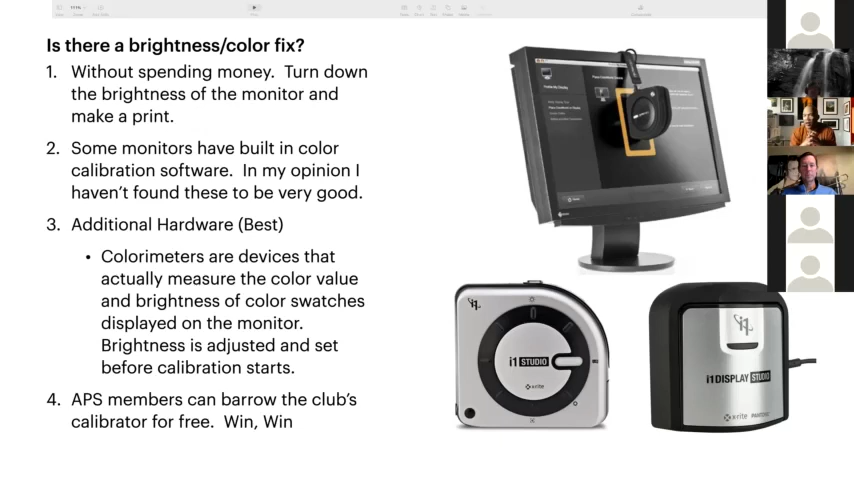 Is there a brightness/color fix?
1. Without spending money. Turn down
the brightness of the monitor and
make a print.
2. Some monitors have built in color
calibration software. In my opinion I
haven't found these to be very good.
3. Additional Hardware (Best)
• Colorimeters are devices that
actually measure the color value
and brightness of color swatches
displayed on the monitor.
Brightness is adjusted and set
before calibration starts.
4. APS members can barrow the club's
calibrator for free. Win, Win
i1
i1 STUDIO
x·rite
i1
i1DISPLAY STUDIO
x·rite PANTONE